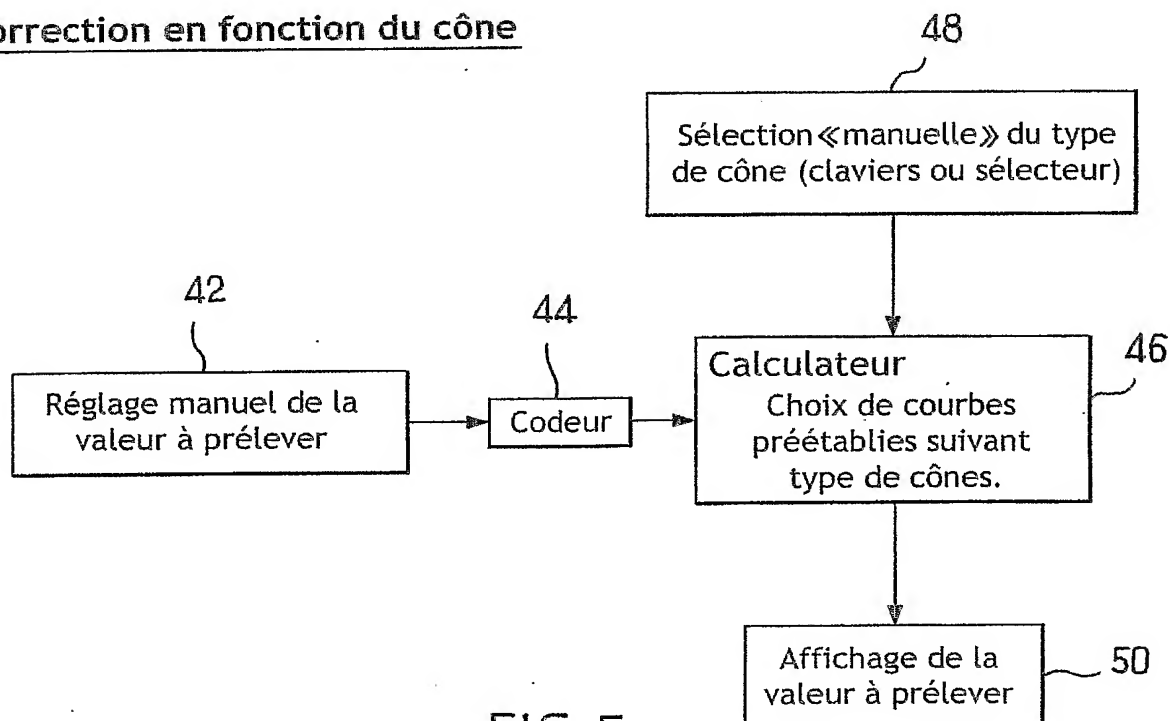 orrection en fonction du cône
48
Sélection «manuelle» du type
de cône (claviers ou sélecteur)
42
44
46
Réglage manuel de la
valeur à prélever
Codeur
Calculateur
Choix de courbes
préétablies suivant
type de cônes.
Affichage de la
valeur à prélever
50